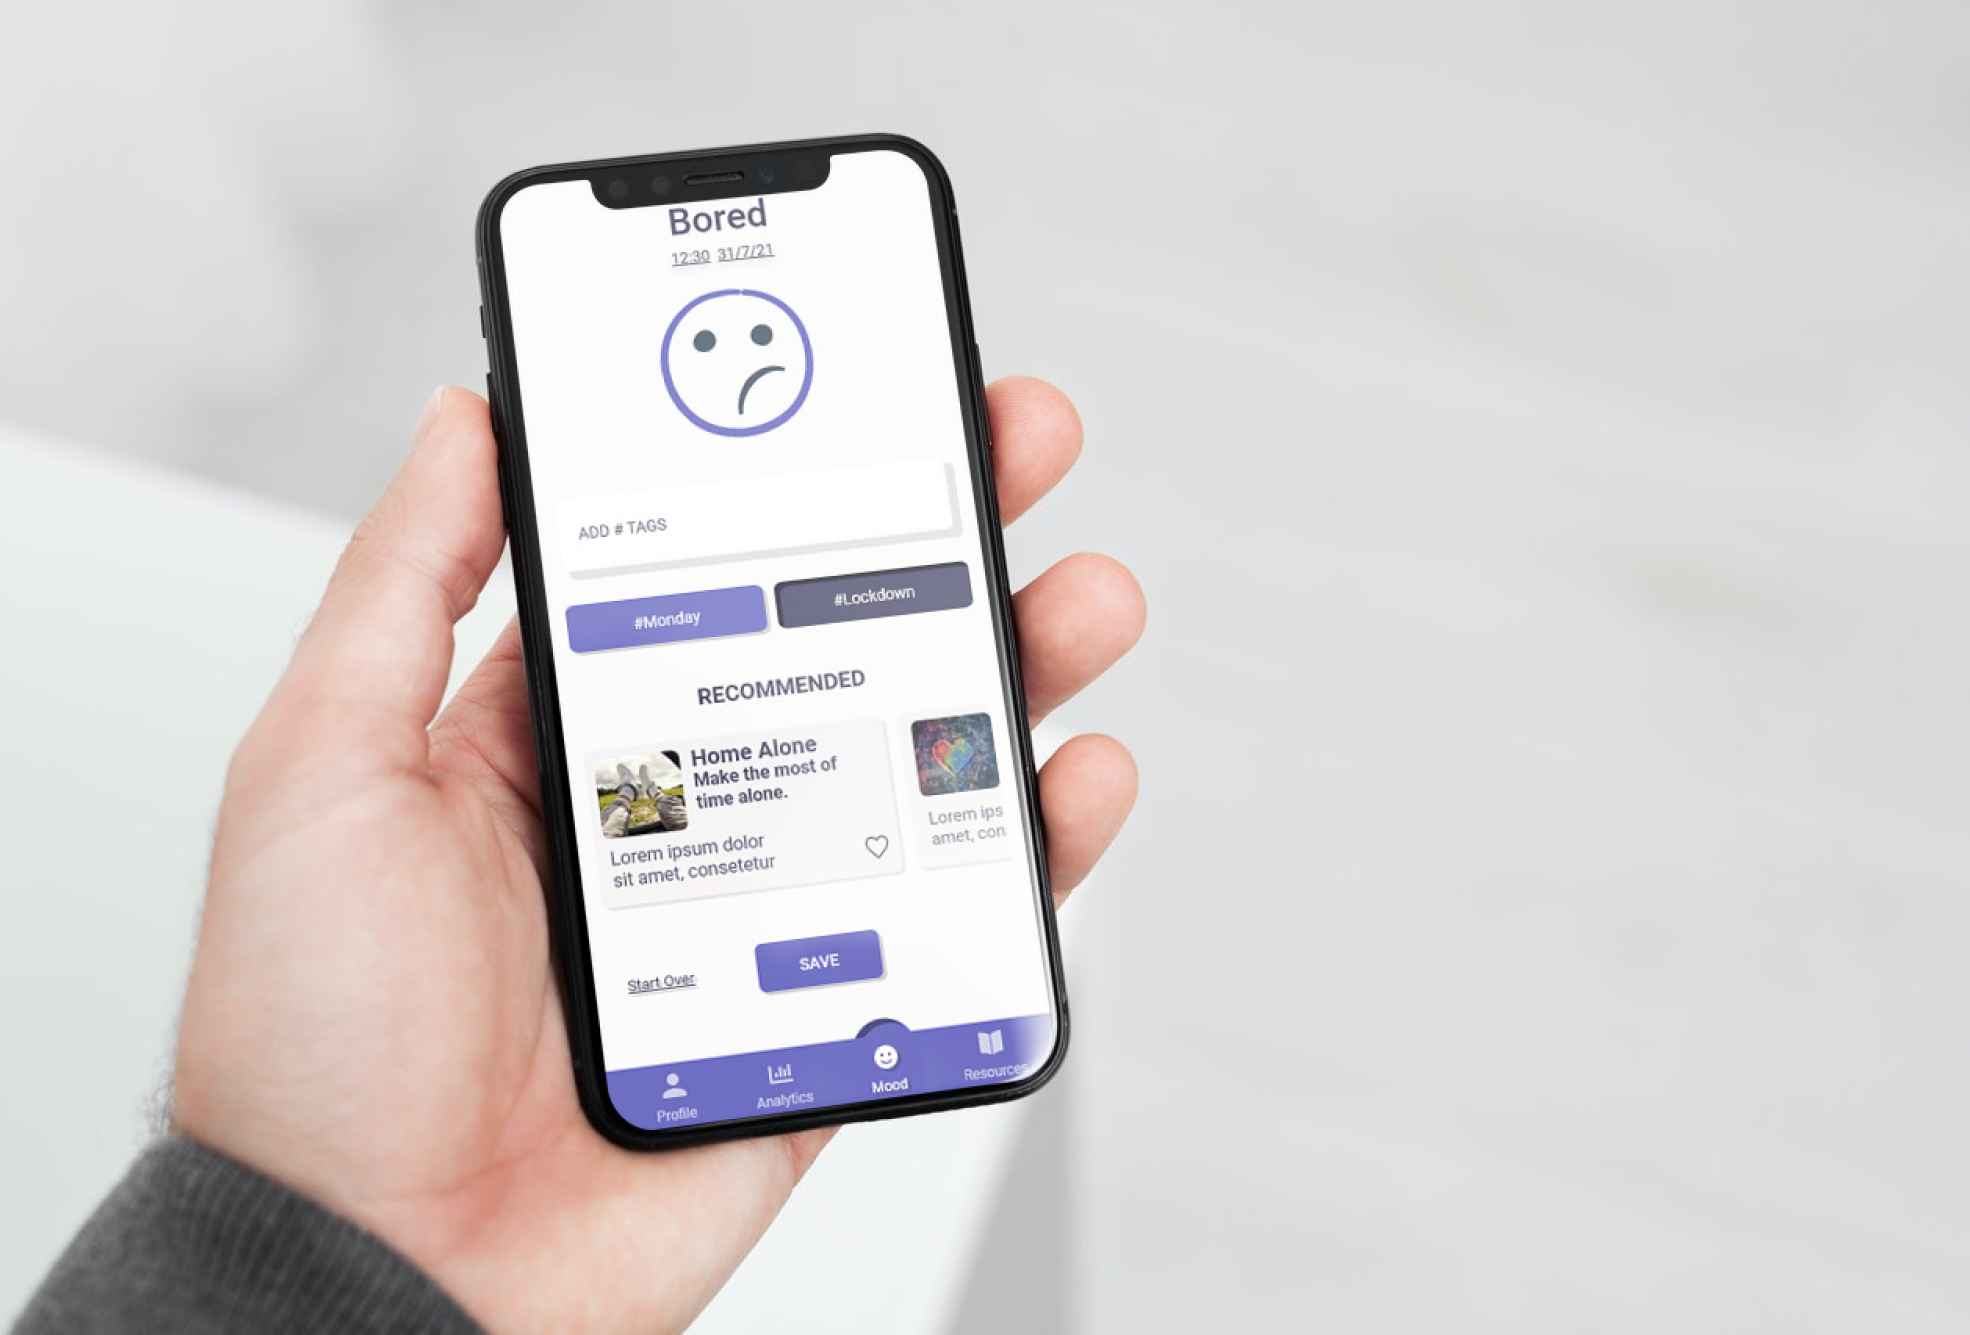 Bored
12:30 31/7/21
ADD # TAGS
#Monday
#Lockdown
RECOMMENDED
Home Alone
Make the most of
time alone.
Lorem ipsum dolor
sit amet, consetetur
Lorem ips
amet, con
Start Over
SAVE
Profile
Analytics
Mood
Resources